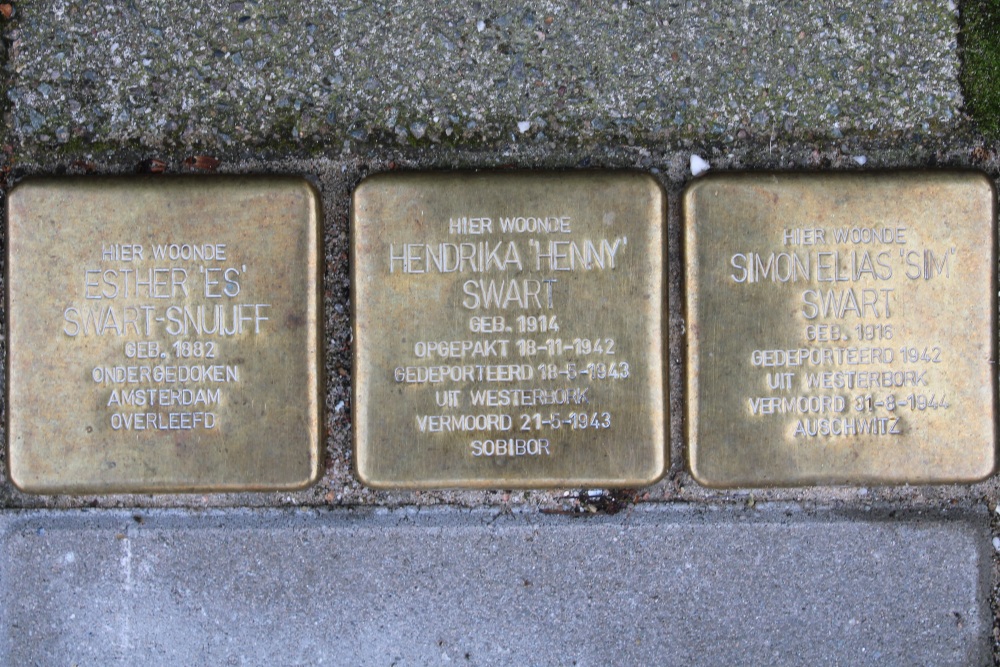 HIER WOONDE
ESTHER 'ES'
SWART-SNUIJFF
GEB. 1882
ONDERGEDOKEN
AMSTERDAM
OVERLEEFD
HIER WOONDE
HENDRIKA 'HENNY'
SWART
GEB. 1914
OPGEPAKT 18-11-1942
GEDEPORTEERD 18-5-1943
UIT WESTERBORK
VERMOORD 21-5-1943
SOBIBOR
HIER WOONDE
SIMON ELIAS 'SIM'
SWART
GEB. 1916
GEDEPORTEERD 1942
UIT WESTERBORK
VERMOORD 31-8-1944
AUSCHWITZ